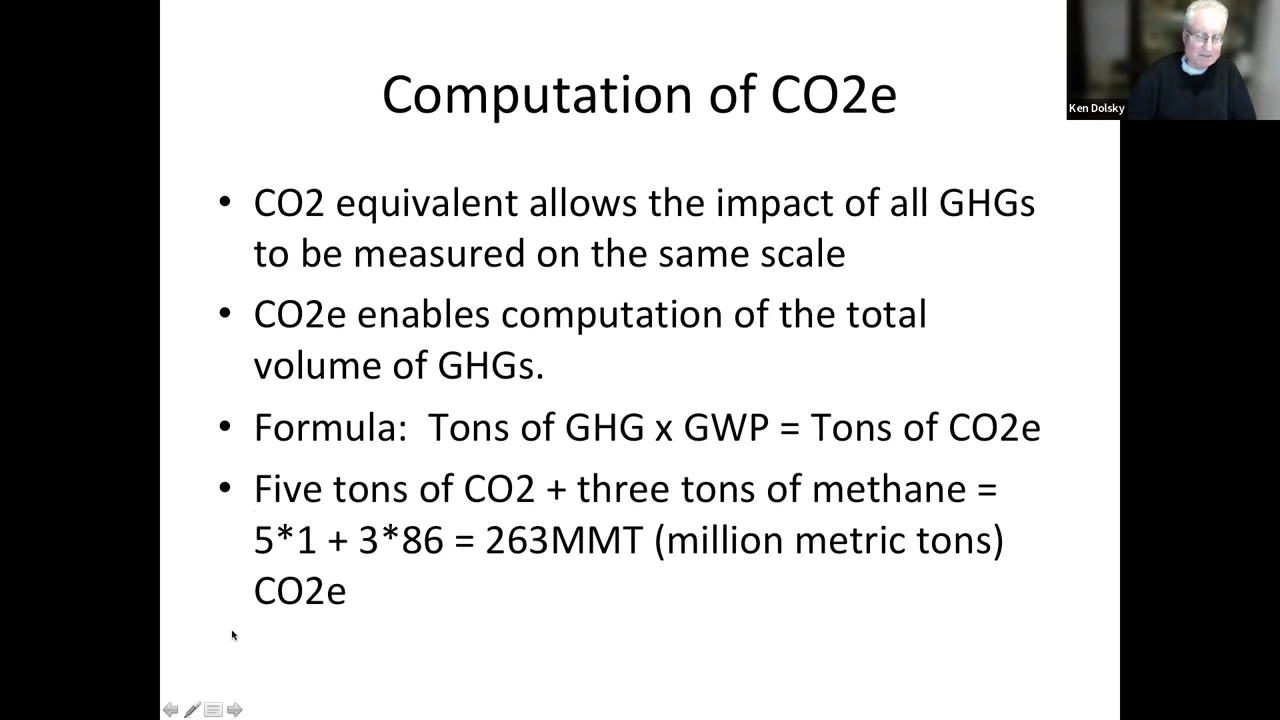 Computation of CO2e
Ken Dolsky
• CO2 equivalent allows the impact of all GHGs
to be measured on the same scale
• CO2e enables computation of the total
volume of GHGs.
• Formula:  Tons of GHG x GWP = Tons of CO2e
• Five tons of CO2 + three tons of methane =
5*1 + 3*86 = 263MMT (million metric tons)
CO2e